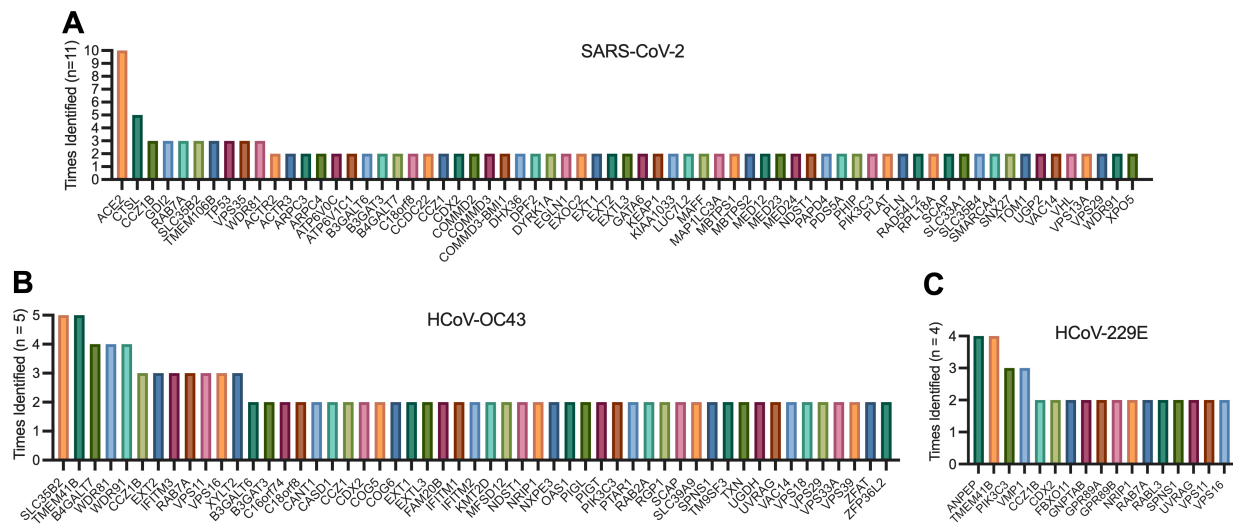 A
SARS-CoV-2
Times Identified (n=11)
10
9
8
7
6
5
4
3
2
1
0
ACE2
CTSL
CCZ1B
GDI2
RAB7A
SLC35B2
TMEM106B
TP53
VPS35
WDR81
ACTR2
ACTR3
ARPC3
ARPC4
ATP6V0C
ATP6V1C1
B3GALT6
B3GAT3
B4GALT7
C18orf8
CCDC22
CCZ1
CDX2
COMMD2
COMMD3
COMMD3-BMI1
DHX36
DPF2
DYRK1A
EGLN1
EXOC2
EXT1
EXT2
EXTL3
GATA6
KEAP1
KIAA1033
LUC7L2
MAFF
MAP1LC3A
MBTPS1
MBTPS2
MED12
MED23
MED24
NDST1
PAPD4
PDS5A
PHIP
PIK3C3
PLAT
PLN
RAD54L2
RPL18A
SCAP
SLC33A1
SLC35B4
SMARCA4
SNX27
TOM1
UGP2
VAC14
VHL
VPS13A
VPS29
WDR91
XPO5
B
HCoV-OC43
Times Identified (n = 5)
5
4
3
2
1
0
SLC35B2
TMEM41B
B4GALT7
WDR81
WDR91
CCZ1B
EXT2
IFITM3
RAB7A
VPS11
VPS16
XYLT2
B3GALT6
B3GAT3
C16orf74
C18orf8
CANT1
CASD1
CCZ1
CDX2
COG5
COG6
EXT1
EXTL3
FAM20B
IFITM1
IFITM2
KMT2D
MFSD12
NDST1
NRIP1
NXPE3
OAS1
PIGL
PIGT
PIK3C3
PTAR1
RAB2A
RGP1
SCAP
SLC39A9
SPNS1
TM9SF3
TXN
UGDH
UVRAG
VAC14
VPS18
VPS29
VPS33A
VPS39
ZFAT
ZFP36L2
C
HCoV-229E
Times Identified (n = 4)
4
3
2
1
0
ANPEP
TMEM41B
PIK3C3
VMP1
CCZ1B
CDX2
FBXO11
GNPTAB
GPR89A
GPR89B
NRIP1
RAB7A
RABL3
SPNS1
UVRAG
VPS11
VPS16